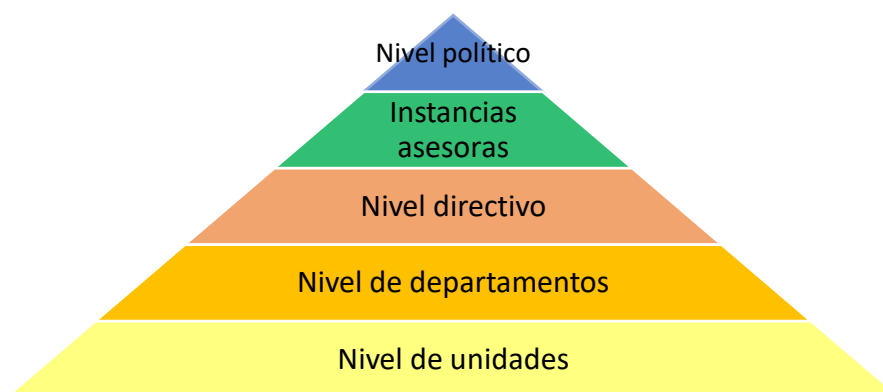 Nivel político
Instancias
asesoras
Nivel directivo
Nivel de departamentos
Nivel de unidades